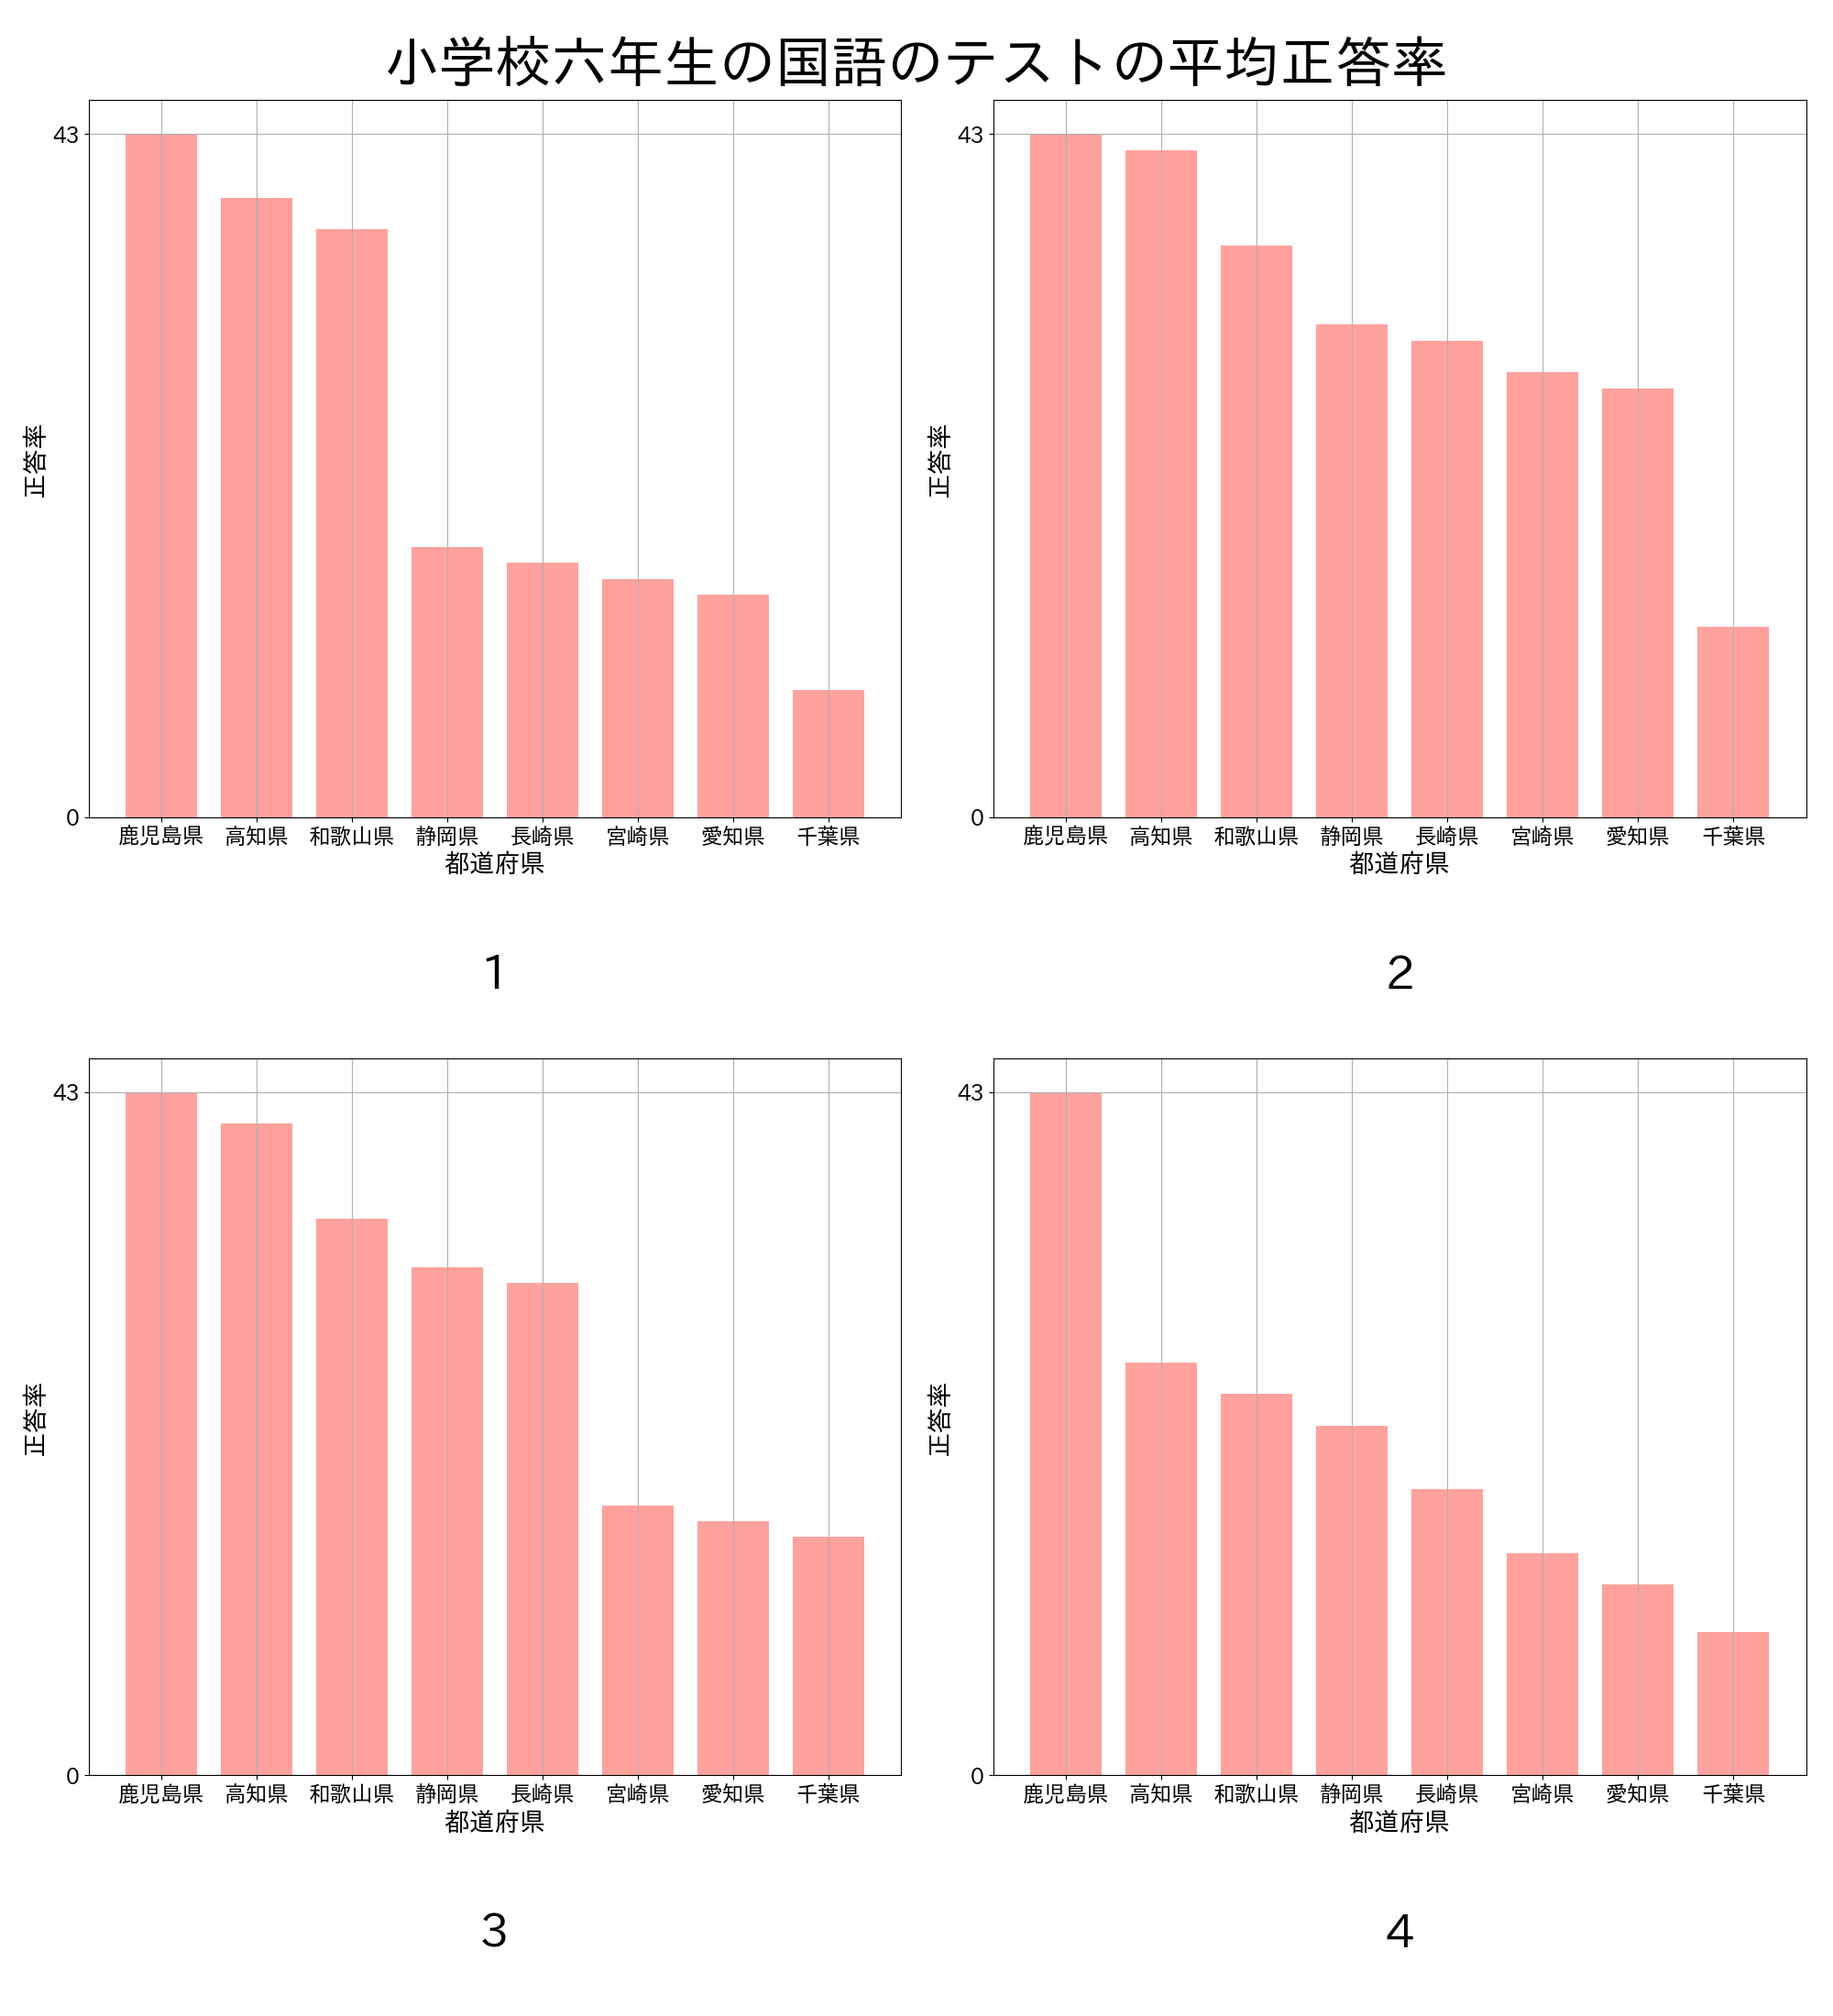 小学校六年生の国語のテストの平均正答率
43
0
正答率
鹿児島県 高知県 和歌山県 静岡県 長崎県 宮崎県 愛知県 千葉県
都道府県
1
43
0
正答率
鹿児島県 高知県 和歌山県 静岡県 長崎県 宮崎県 愛知県 千葉県
都道府県
2
43
0
正答率
鹿児島県 高知県 和歌山県 静岡県 長崎県 宮崎県 愛知県 千葉県
都道府県
3
43
0
正答率
鹿児島県 高知県 和歌山県 静岡県 長崎県 宮崎県 愛知県 千葉県
都道府県
4